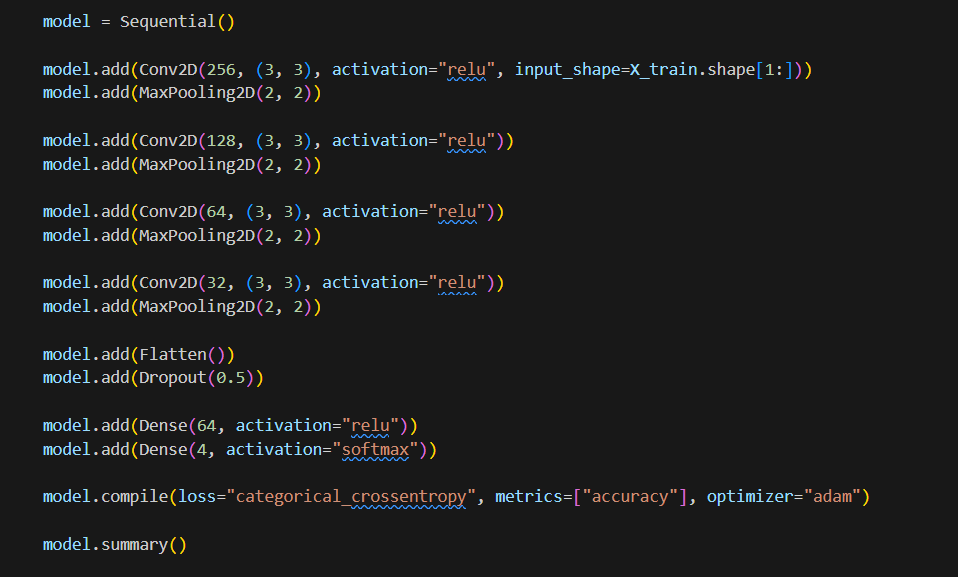 model = Sequential()
model.add(Conv2D(256, (3, 3), activation="relu", input_shape=X_train.shape[1:]))
model.add(MaxPooling2D(2, 2))
model.add(Conv2D(128, (3, 3), activation="relu"))
model.add(MaxPooling2D(2, 2))
model.add(Conv2D(64, (3, 3), activation="relu"))
model.add(MaxPooling2D(2, 2))
model.add(Conv2D(32, (3, 3), activation="relu"))
model.add(MaxPooling2D(2, 2))
model.add(Flatten())
model.add(Dropout(0.5))
model.add(Dense(64, activation="relu"))
model.add(Dense(4, activation="softmax"))
model.compile(loss="categorical_crossentropy", metrics=["accuracy"], optimizer="adam")
model.summary()